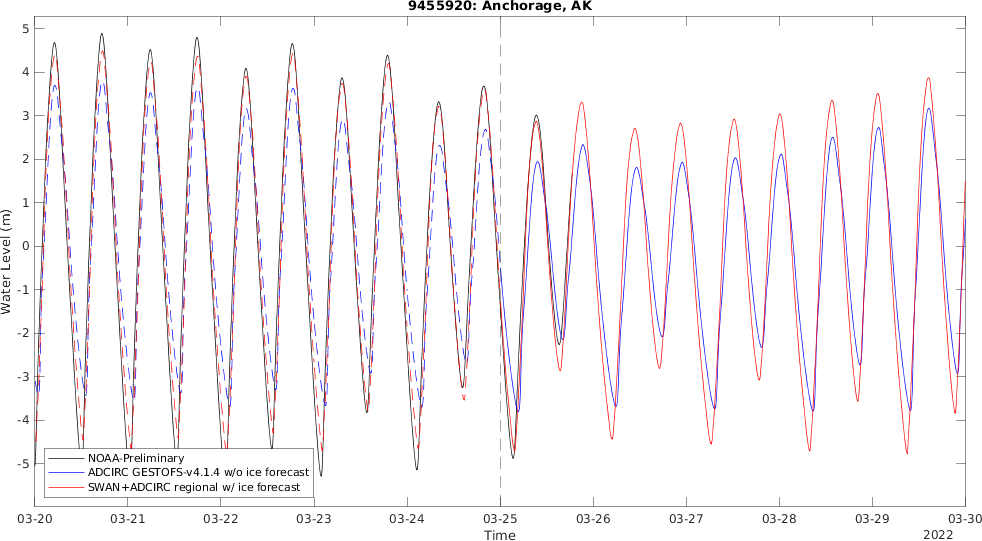 9455920: Anchorage, AK
Water Level (m)
5
4
3
2
1
0
-1
-2
-3
-4
-5
NOAA-Preliminary
ADCIRC GESTOFS-v4.1.4 w/o ice forecast
SWAN+ADCIRC regional w/ ice forecast
03-20 03-21 03-22 03-23 03-24 03-25 03-26 03-27 03-28 03-29 03-30
Time
2022